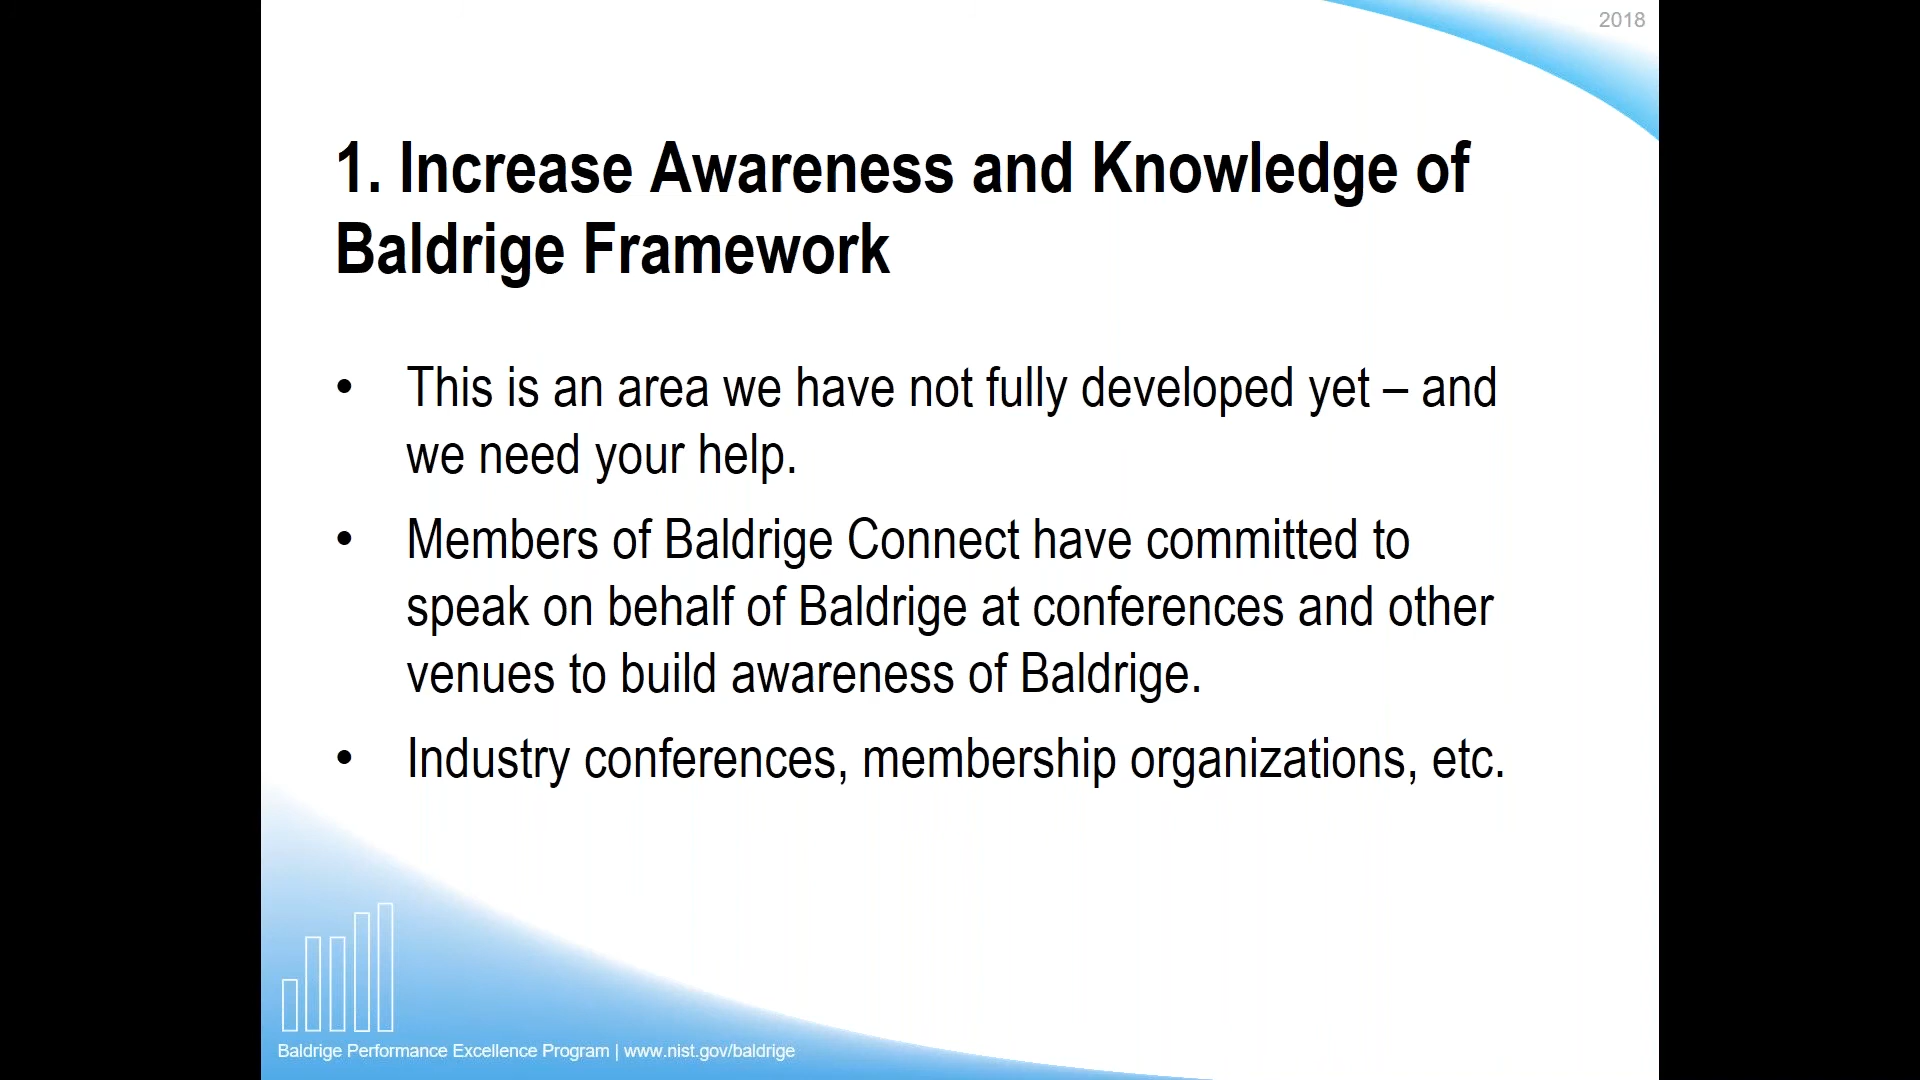 2018
1. Increase Awareness and Knowledge of
Baldrige Framework
• This is an area we have not fully developed yet – and
we need your help.
• Members of Baldrige Connect have committed to
speak on behalf of Baldrige at conferences and other
venues to build awareness of Baldrige.
• Industry conferences, membership organizations, etc.
Baldrige Performance Excellence Program | www.nist.gov/baldrige